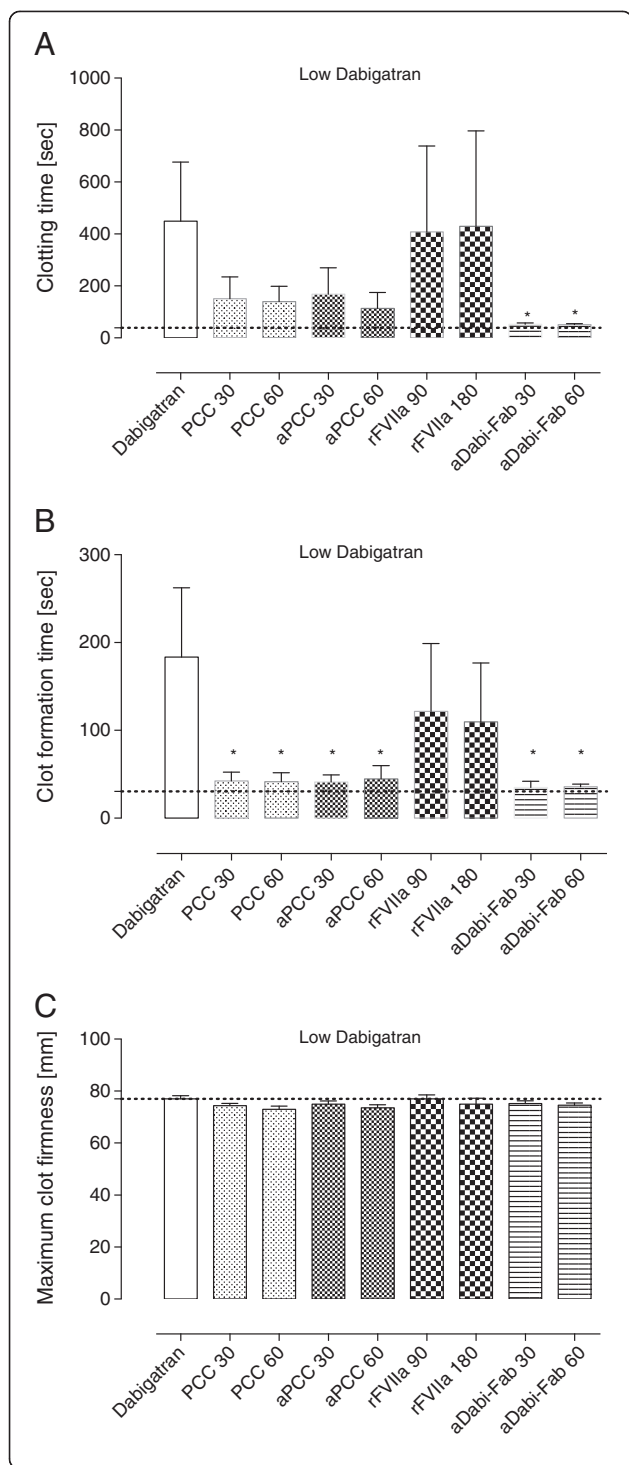 A
Low Dabigatran
Clotting time [sec]
1000
800
600
400
200
0
* *
Dabigatran
PCC 30
PCC 60
aPCC 30
aPCC 60
rFVIIa 90
rFVIIa 180
aDabi-Fab 30
aDabi-Fab 60
B
Low Dabigatran
Clot formation time [sec]
300
200
100
0
* * * * * *
Dabigatran
PCC 30
PCC 60
aPCC 30
aPCC 60
rFVIIa 90
rFVIIa 180
aDabi-Fab 30
aDabi-Fab 60
C
Low Dabigatran
Maximum clot firmness [mm]
100
80
60
40
20
0
Dabigatran
PCC 30
PCC 60
aPCC 30
aPCC 60
rFVIIa 90
rFVIIa 180
aDabi-Fab 30
aDabi-Fab 60